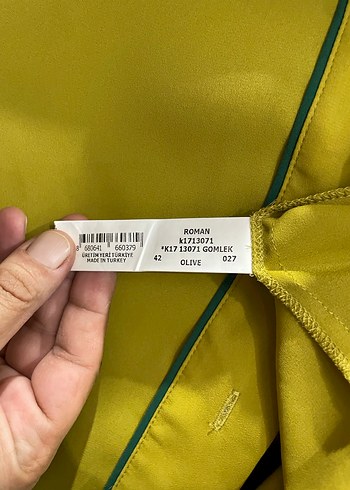 8 680641 660379
ÜRETİM YERİ TÜRKİYE
MADE IN TURKEY
ROMAN
k1713071
*K17 13071 GOMLEK
42 027
OLIVE